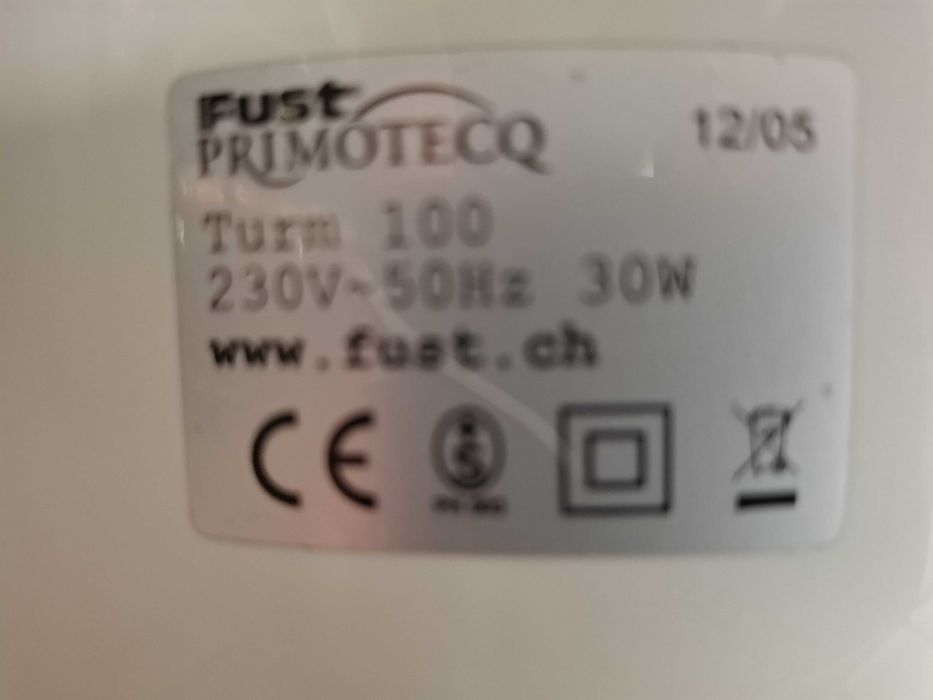 Fust
PRIMOTECQ
12/05
Turm 100
230V~50Hz 30W
www.fust.ch
CE
S